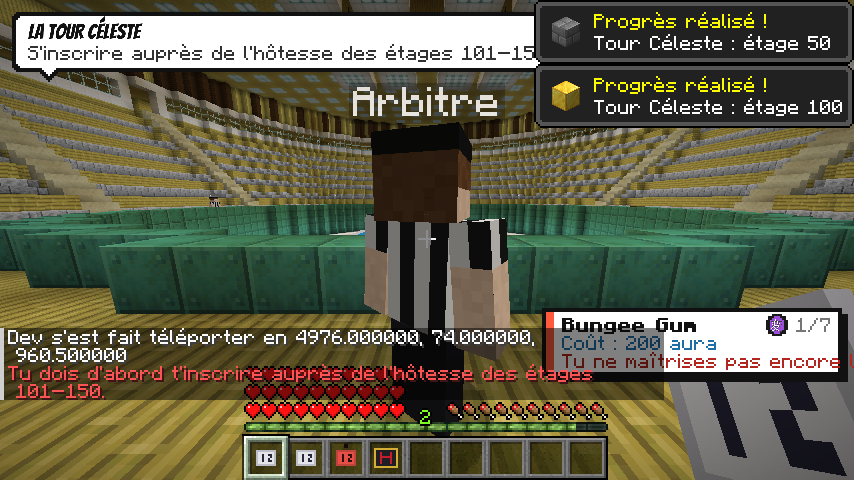 LA TOUR CÉLESTE
S'inscrire auprès de l'hôtesse des étages 101-15
Progrès réalisé !
Tour Céleste : étage 50
Progrès réalisé !
Tour Céleste : étage 100
Arbitre
Bungee Gum 1/7
Coût : 200 aura
Tu ne maîtrises pas encore
Dev s'est fait téléporter en 4976.000000, 74.000000,
960.500000
Tu dois d'abord t'inscrire auprès de l'hôtesse des étages
101-150.
2
12 12 12 H